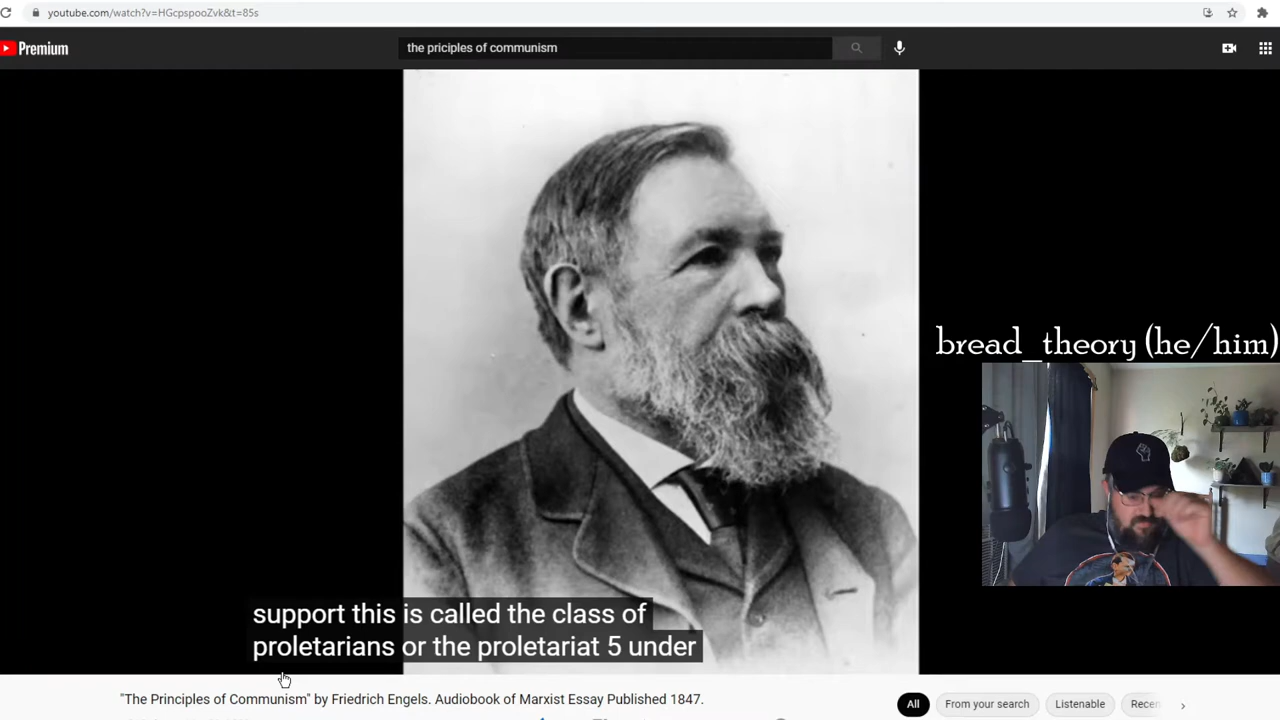 youtube.com/watch?v=HGcpspooZvk&t=85s
Premium
the priciples of communism
bread_theory (he/him)
support this is called the class of
proletarians or the proletariat 5 under
"The Principles of Communism" by Friedrich Engels. Audiobook of Marxist Essay Published 1847.
All
From your search
Listenable
Recen